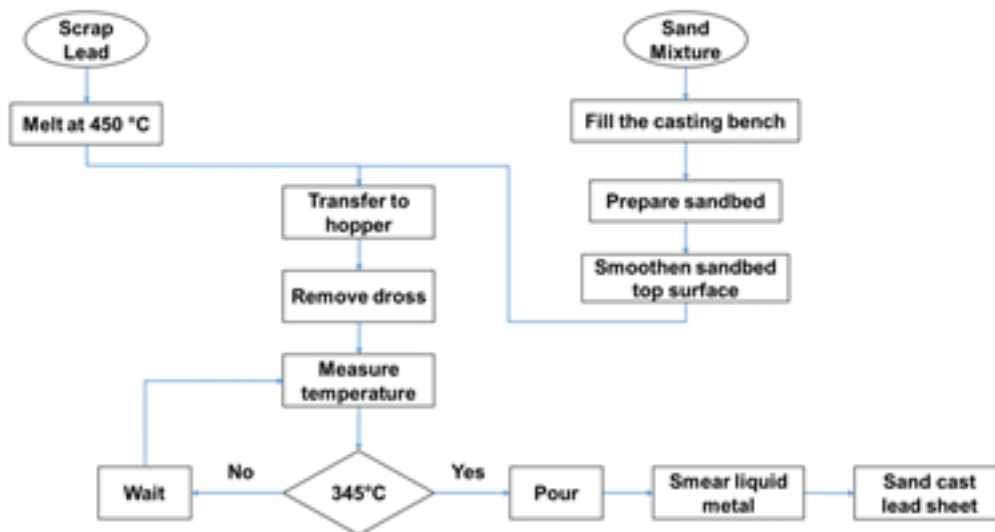 Scrap
Lead
Sand
Mixture
Melt at 450 °C
Fill the casting bench
Transfer to
hopper
Prepare sandbed
Remove dross
Smoothen sandbed
top surface
Measure
temperature
No
Yes
Wait
345°C
Pour
Smear liquid
metal
Sand cast
lead sheet